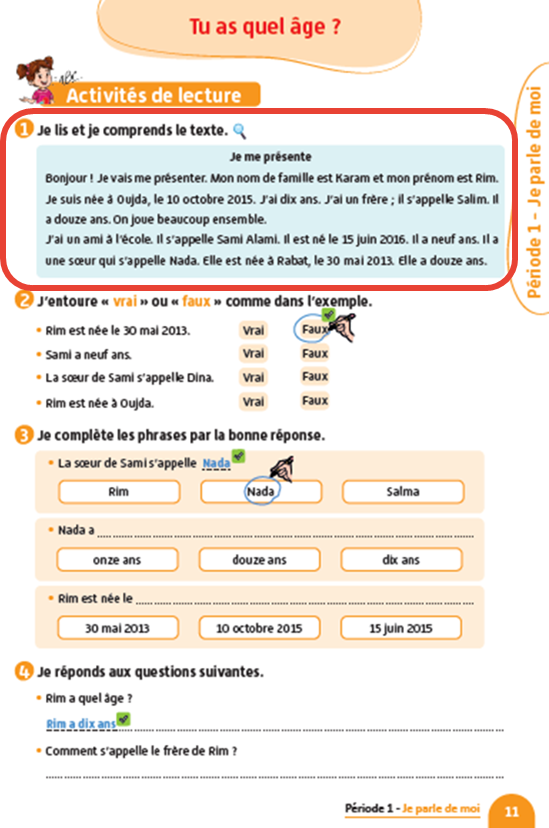 Tu as quel âge ?
abc
Activités de lecture
1 Je lis et je comprends le texte.
Je me présente
Bonjour ! Je vais me présenter. Mon nom de famille est Karam et mon prénom est Rim.
Je suis née à Oujda, le 10 octobre 2015. J'ai dix ans. J'ai un frère ; il s'appelle Salim. Il
a douze ans. On joue beaucoup ensemble.
J'ai un ami à l'école. Il s'appelle Sami Alami. Il est né le 15 juin 2016. Il a neuf ans. Il a
une sœur qui s'appelle Nada. Elle est née à Rabat, le 30 mai 2013. Elle a douze ans.
Période 1 - Je parle de moi
2 J'entoure « vrai » ou « faux » comme dans l'exemple.
• Rim est née le 30 mai 2013. Vrai Faux
• Sami a neuf ans. Vrai Faux
• La sœur de Sami s'appelle Dina. Vrai Faux
• Rim est née à Oujda. Vrai Faux
3 Je complète les phrases par la bonne réponse.
• La sœur de Sami s'appelle Nada
Rim Nada Salma
• Nada a
onze ans douze ans dix ans
• Rim est née le
30 mai 2013 10 octobre 2015 15 juin 2015
4 Je réponds aux questions suivantes.
• Rim a quel âge ?
Rim a dix ans
• Comment s'appelle le frère de Rim ?
Période 1 - Je parle de moi 11